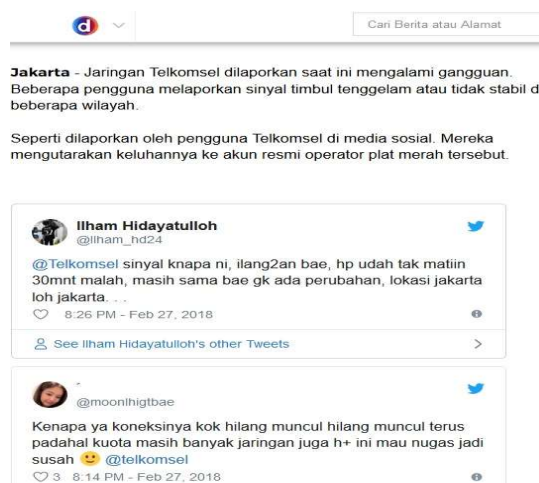 d
Cari Berita atau Alamat
Jakarta - Jaringan Telkomsel dilaporkan saat ini mengalami gangguan.
Beberapa pengguna melaporkan sinyal timbul tenggelam atau tidak stabil d
beberapa wilayah.
Seperti dilaporkan oleh pengguna Telkomsel di media sosial. Mereka
mengutarakan keluhannya ke akun resmi operator plat merah tersebut.
Ilham Hidayatulloh
@Ilham_hd24
@Telkomsel sinyal knapa ni, ilang2an bae, hp udah tak matiin
30mnt malah, masih sama bae gk ada perubahan, lokasi jakarta
loh jakarta. . .
8:26 PM - Feb 27, 2018
See Ilham Hidayatulloh's other Tweets
@moonlhigtbae
Kenapa ya koneksinya kok hilang muncul hilang muncul terus
padahal kuota masih banyak jaringan juga h+ ini mau nugas jadi
susah 🙂 @telkomsel
3 8:14 PM - Feb 27, 2018